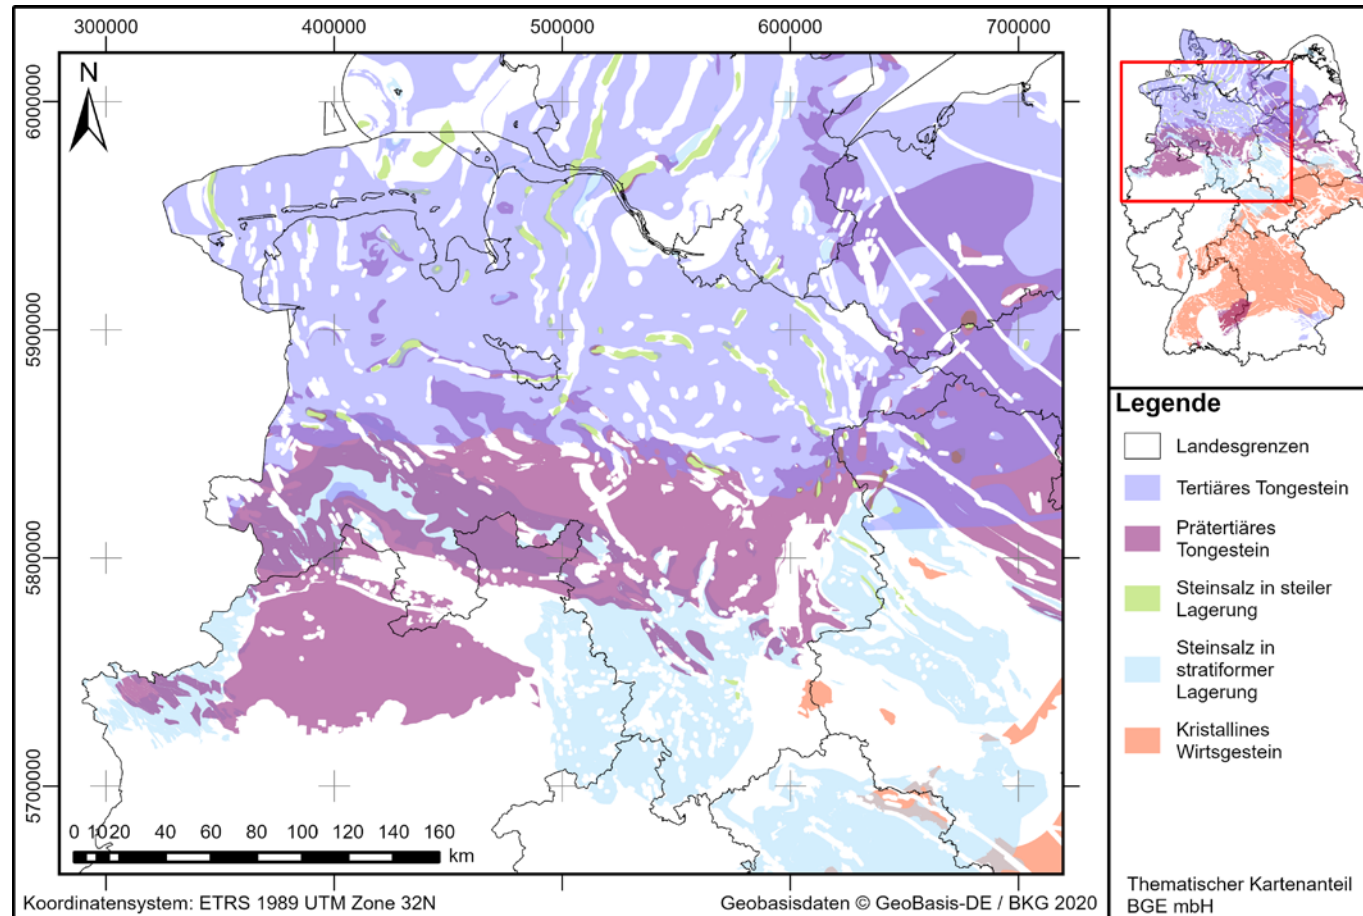 300000 400000 500000 600000 700000
N
6000000
5900000
5800000
5700000
0 10 20 40 60 80 100 120 140 160
km
Koordinatensystem: ETRS 1989 UTM Zone 32N
Geobasisdaten © GeoBasis-DE / BKG 2020
Legende
Landesgrenzen
Tertiäres Tongestein
Prätertiäres
Tongestein
Steinsalz in steiler
Lagerung
Steinsalz in
stratiformer
Lagerung
Kristallines
Wirtsgestein
Thematischer Kartenanteil
BGE mbH